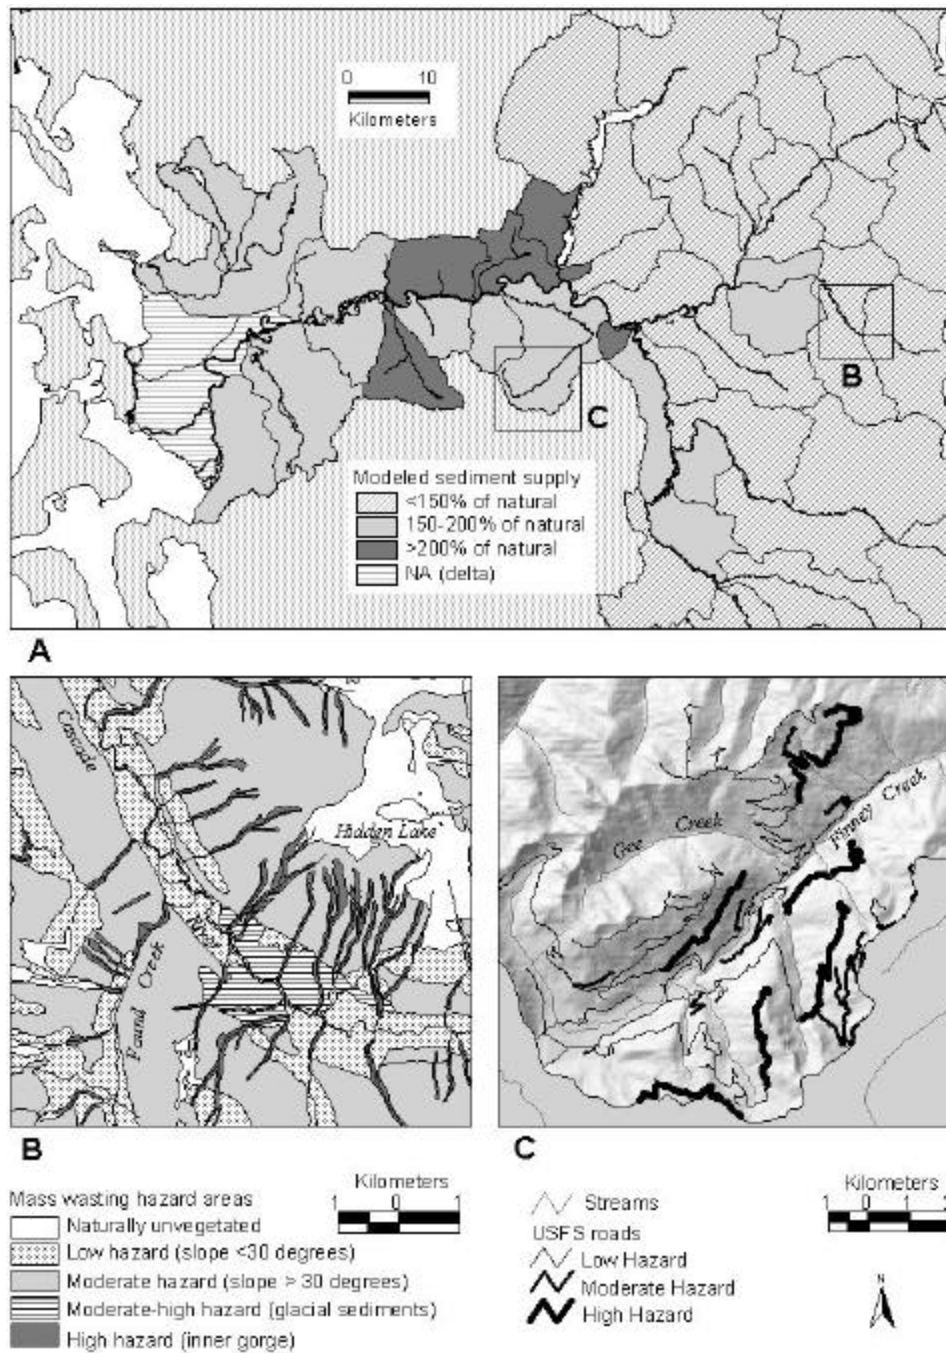 0 10
Kilometers
B
C
Modeled sediment supply
<150% of natural
150-200% of natural
>200% of natural
NA (delta)
A
Cascade
Hidden Lake
Found Creek
Gee Creek
Finney Creek
B
C
Mass wasting hazard areas
Kilometers
1 0 1
Naturally unvegetated
Low hazard (slope <30 degrees)
Moderate hazard (slope > 30 degrees)
Moderate-high hazard (glacial sediments)
High hazard (inner gorge)
Kilometers
1 0 1 2
Streams
USFS roads
Low Hazard
Moderate Hazard
High Hazard
N